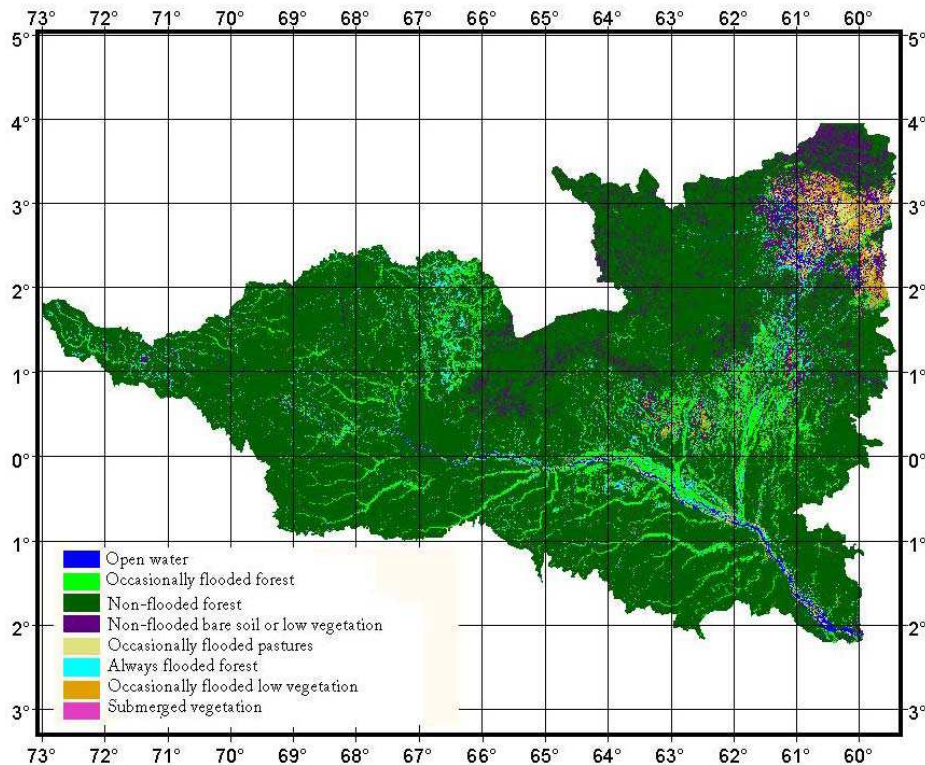 73° 72° 71° 70° 69° 68° 67° 66° 65° 64° 63° 62° 61° 60°
5° 5°
4° 4°
3° 3°
2° 2°
1° 1°
0° 0°
1° 1°
2° 2°
3° 3°
Open water
Occasionally flooded forest
Non-flooded forest
Non-flooded bare soil or low vegetation
Occasionally flooded pastures
Always flooded forest
Occasionally flooded low vegetation
Submerged vegetation
73° 72° 71° 70° 69° 68° 67° 66° 65° 64° 63° 62° 61° 60°